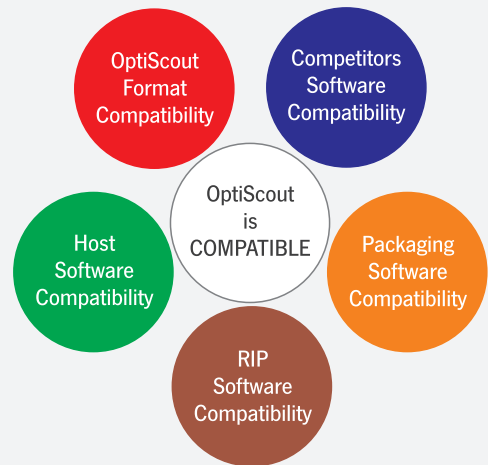 OptiScout
Format
Compatibility
Competitors
Software
Compatibility
OptiScout
is
COMPATIBLE
Host
Software
Compatibility
Packaging
Software
Compatibility
RIP
Software
Compatibility